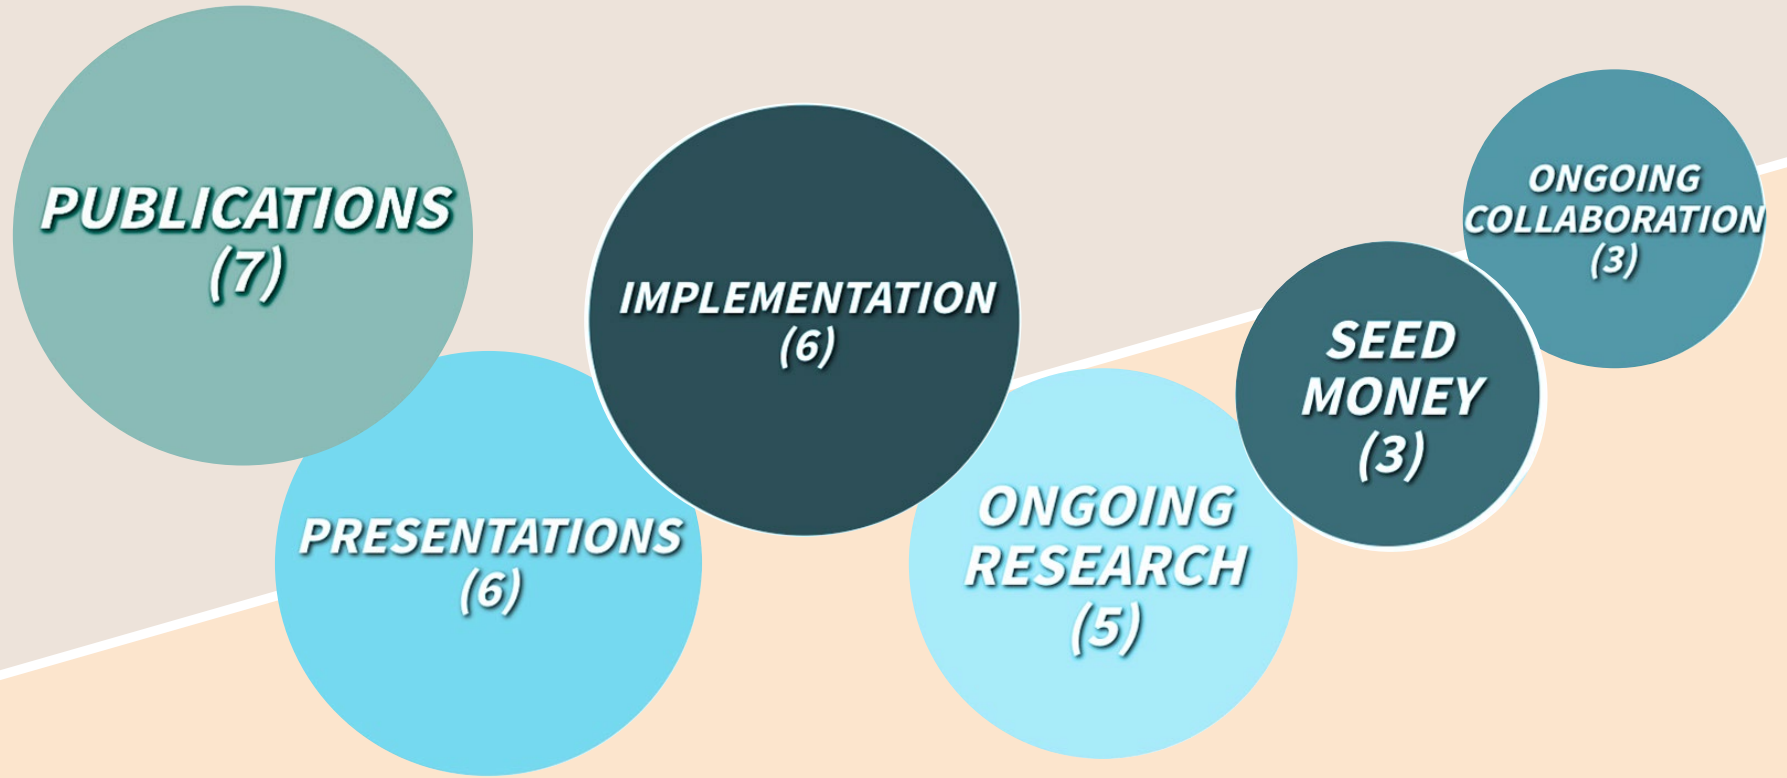 PUBLICATIONS
(7)
PRESENTATIONS
(6)
IMPLEMENTATION
(6)
ONGOING
RESEARCH
(5)
SEED
MONEY
(3)
ONGOING
COLLABORATION
(3)